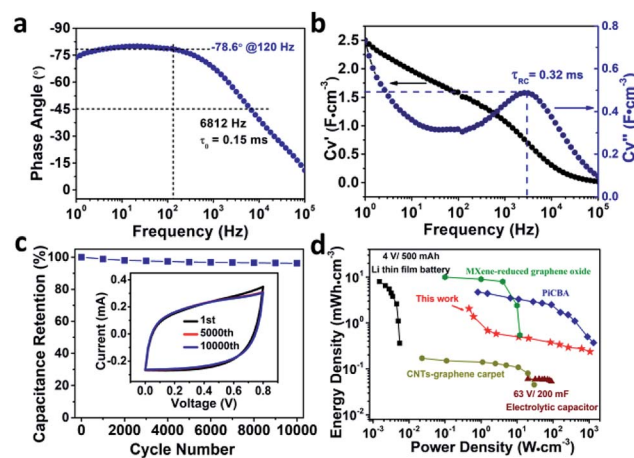 a
-90
-75
-60
-45
-30
-15
0
Phase Angle (°)
-78.6° @120 Hz
6812 Hz
τ0 = 0.15 ms
10^0 10^1 10^2 10^3 10^4 10^5
Frequency (Hz)
b
2.5
2.0
1.5
1.0
0.5
0.0
Cv' (F·cm^-3)
τRC = 0.32 ms
0.8
0.6
0.4
0.2
0.0
Cv'' (F·cm^-3)
10^0 10^1 10^2 10^3 10^4 10^5
Frequency (Hz)
c
100
80
60
40
20
0
Capacitance Retention (%)
0.4
0.2
0.0
-0.2
Current (mA)
1st
5000th
10000th
0.0 0.2 0.4 0.6 0.8
Voltage (V)
0 2000 4000 6000 8000 10000
Cycle Number
d
10^2
10^1
10^0
10^-1
10^-2
Energy Density (mWh·cm^-3)
4 V/ 500 mAh
Li thin film battery
MXene-reduced graphene oxide
PiCBA
This work
CNTs-graphene carpet
63 V/ 200 mF
Electrolytic capacitor
10^-3 10^-2 10^-1 10^0 10^1 10^2 10^3
Power Density (W·cm^-3)